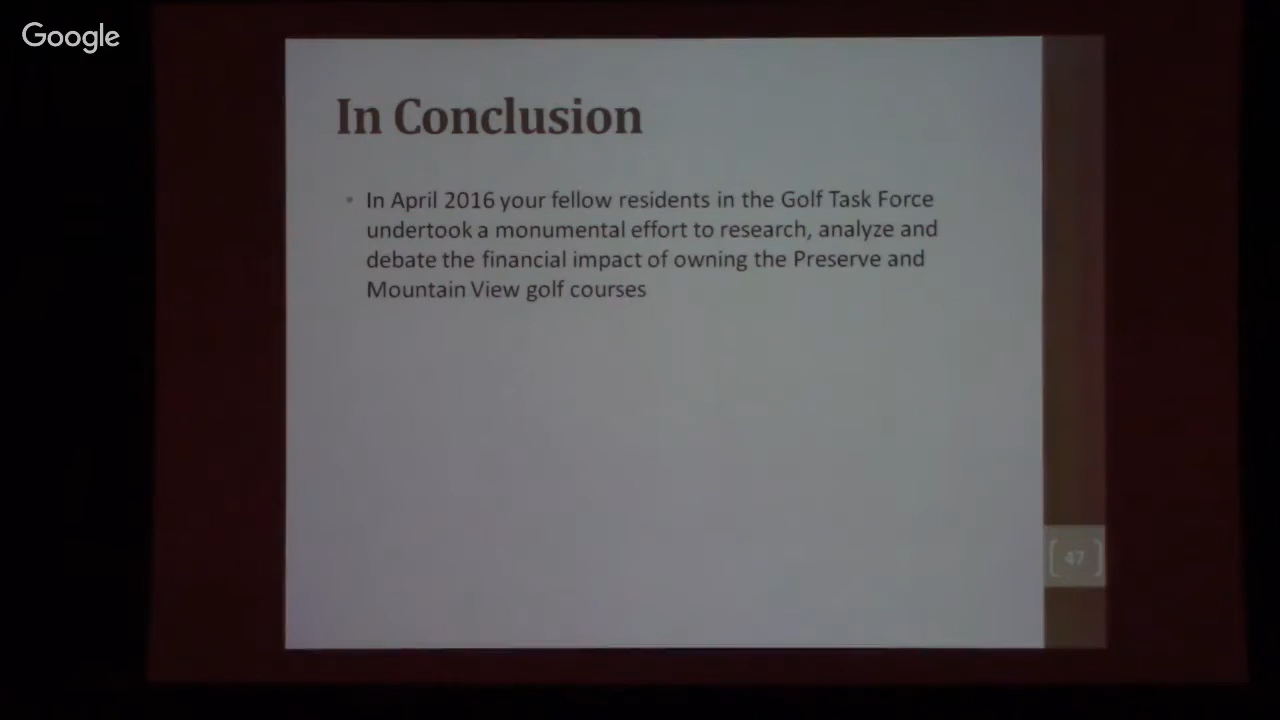 Google
In Conclusion
• In April 2016 your fellow residents in the Golf Task Force
undertook a monumental effort to research, analyze and
debate the financial impact of owning the Preserve and
Mountain View golf courses
47